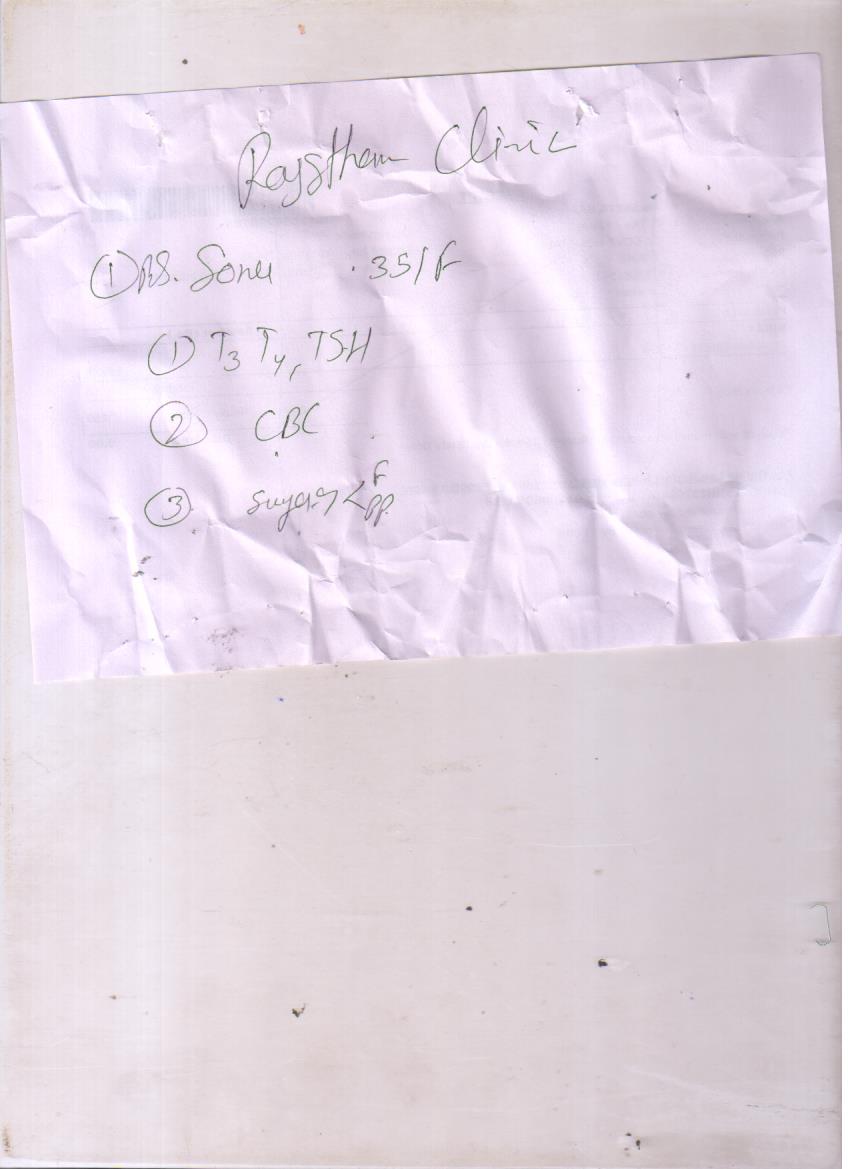 Rajsthan Clinic
① MS. Sonu . 35/F
① T3 T4, TSH
② CBC
③ Sugar < F
PP.